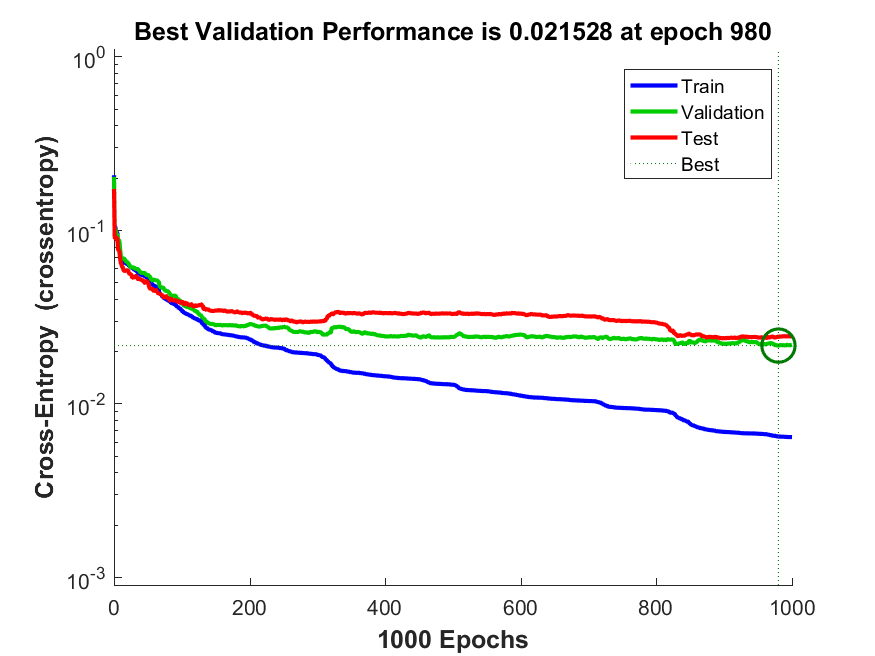 Best Validation Performance is 0.021528 at epoch 980
Cross-Entropy (crossentropy)
10^0
10^-1
10^-2
10^-3
Train
Validation
Test
Best
0 200 400 600 800 1000
1000 Epochs